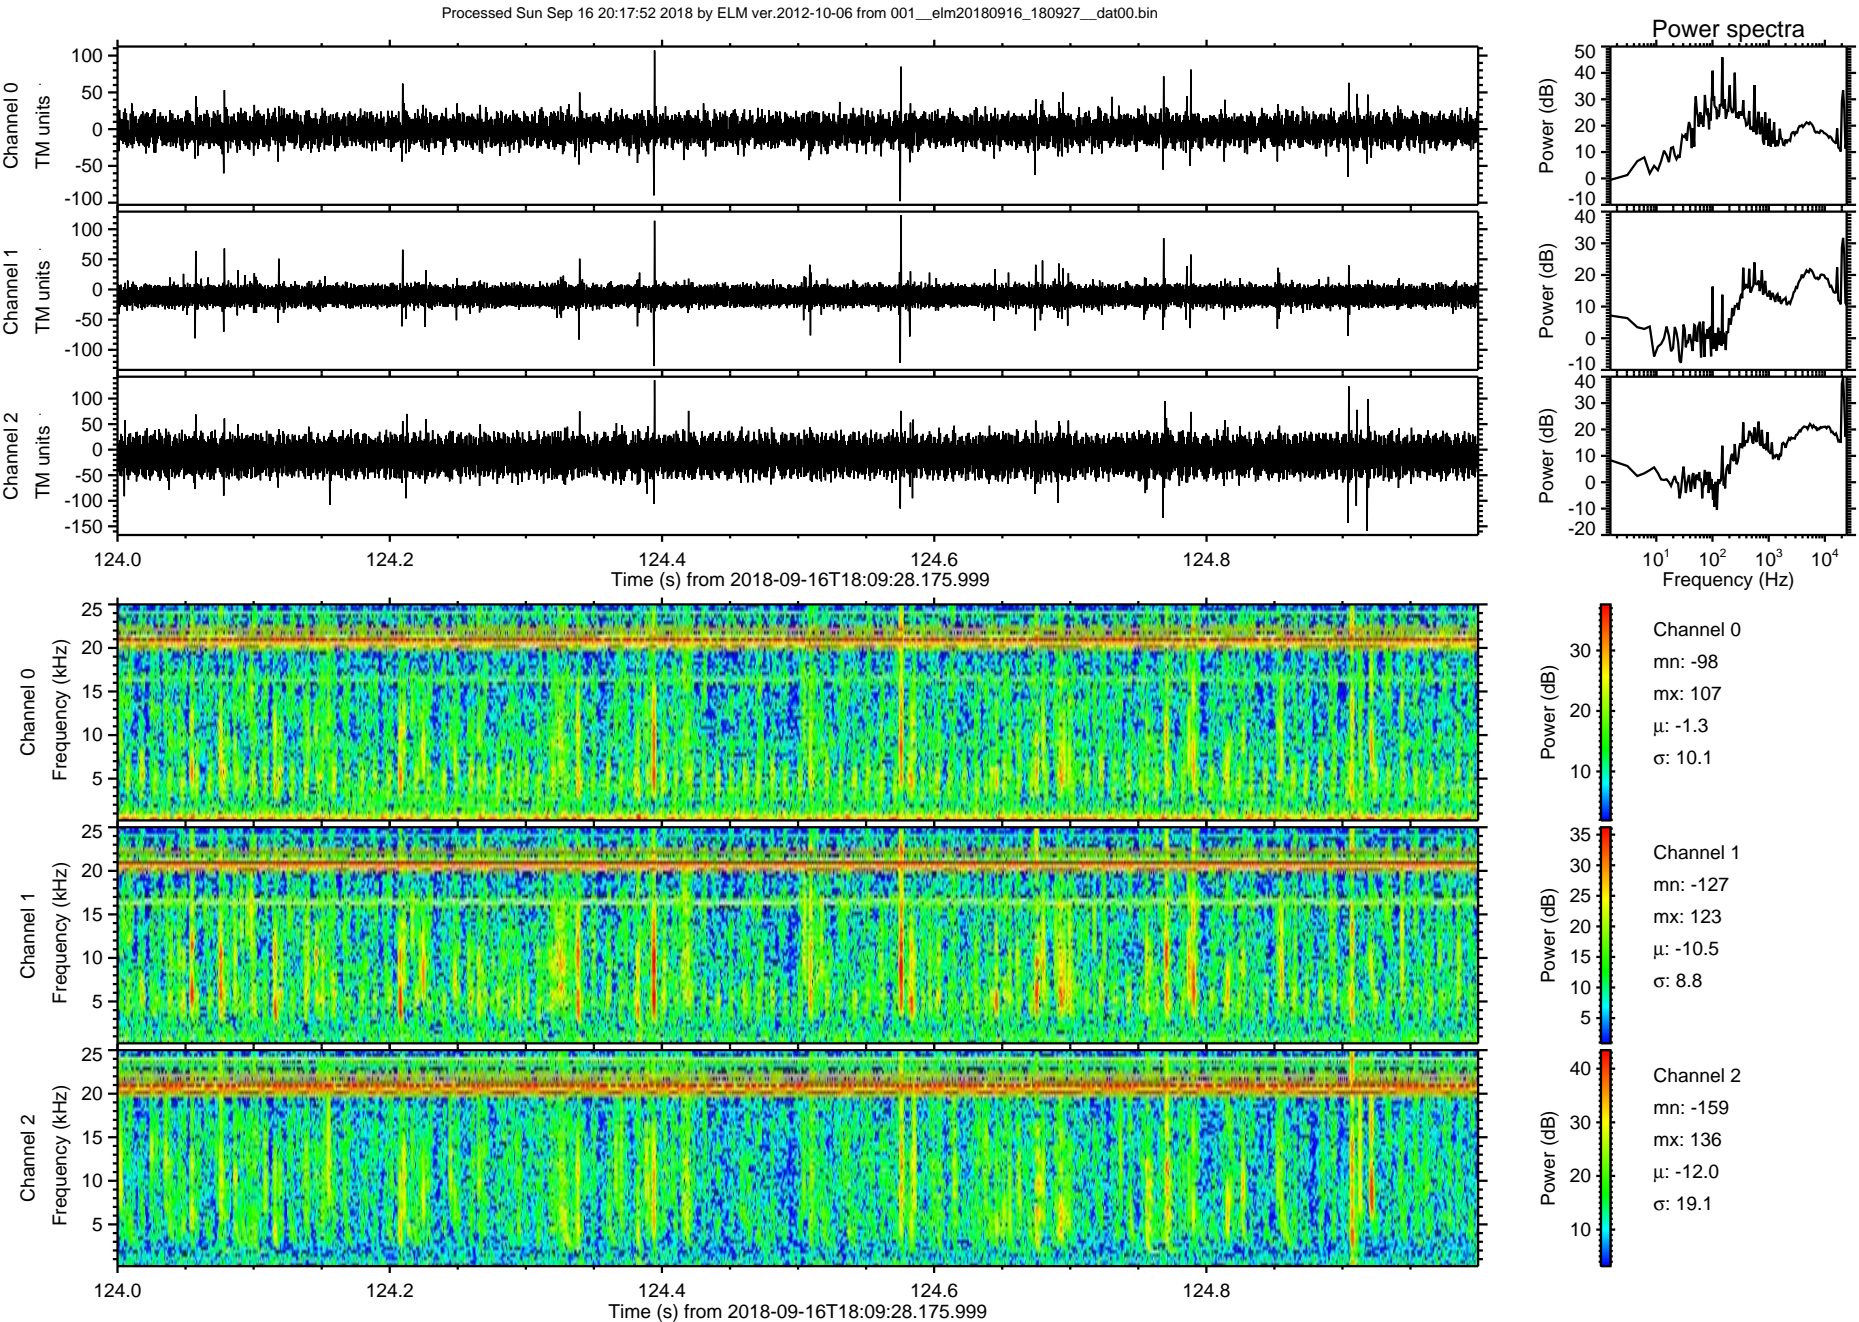 Processed Sun Sep 16 20:17:52 2018 by ELM ver.2012-10-06 from 001__elm20180916_180927__dat00.bin
Power spectra
Channel 0
TM units
100
50
0
-50
-100
Power (dB)
50
40
30
20
10
0
-10
Channel 1
TM units
100
50
0
-50
-100
Power (dB)
40
30
20
10
0
-10
Channel 2
TM units
100
50
0
-50
-100
-150
Power (dB)
40
30
20
10
0
-10
-20
124.0 124.2 124.4 124.6 124.8
Time (s) from 2018-09-16T18:09:28.175.999
10¹ 10² 10³ 10⁴
Frequency (Hz)
Channel 0
Frequency (kHz)
25
20
15
10
5
Power (dB)
30
20
10
Channel 0
mn: -98
mx: 107
μ: -1.3
σ: 10.1
Channel 1
Frequency (kHz)
25
20
15
10
5
Power (dB)
35
30
25
20
15
10
5
Channel 1
mn: -127
mx: 123
μ: -10.5
σ: 8.8
Channel 2
Frequency (kHz)
25
20
15
10
5
Power (dB)
40
30
20
10
Channel 2
mn: -159
mx: 136
μ: -12.0
σ: 19.1
124.0 124.2 124.4 124.6 124.8
Time (s) from 2018-09-16T18:09:28.175.999